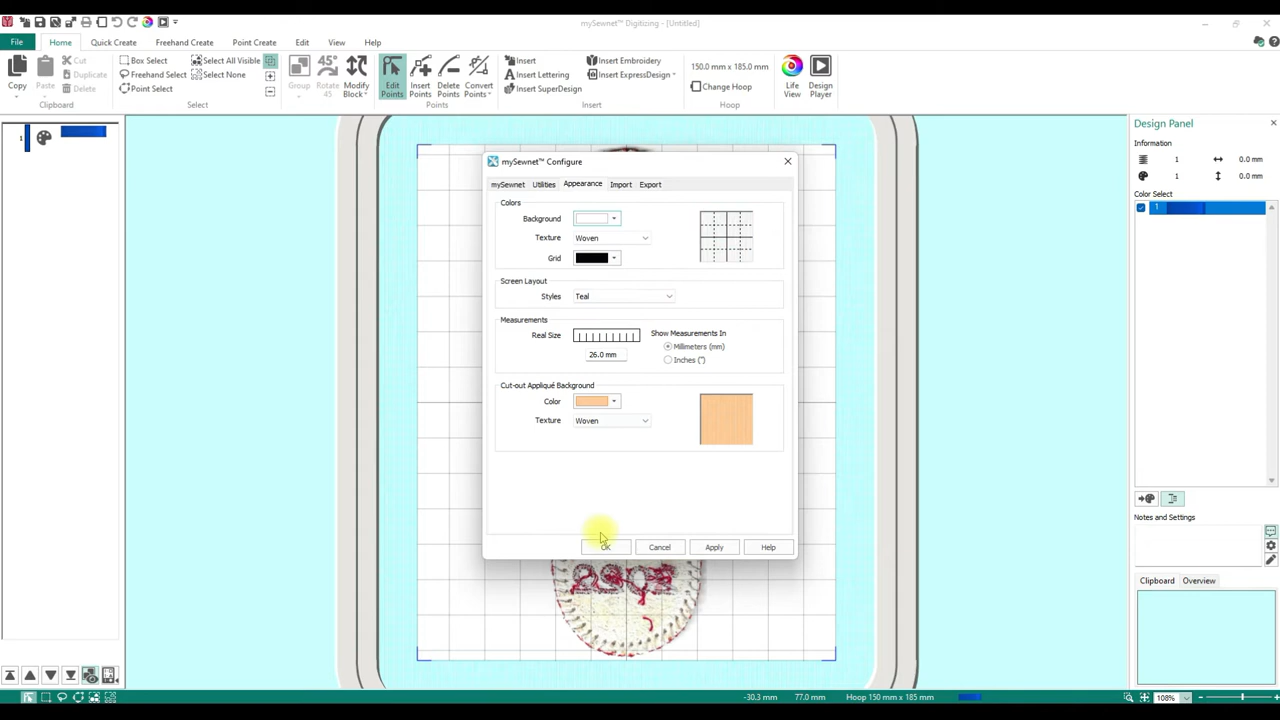 mySewnet™ Digitizing - [Untitled]
File Home Quick Create Freehand Create Point Create Edit View Help
Copy
Paste
Cut
Duplicate
Delete
Clipboard
Box Select
Freehand Select
Point Select
Select All Visible
Select None
Select
Group
Rotate 45
Modify Block
Edit Points
Insert Points
Delete Points
Convert Points
Points
Insert
Insert Lettering
Insert SuperDesign
Insert Embroidery
Insert ExpressDesign
Insert
150.0 mm x 185.0 mm
Change Hoop
Hoop
Life View
Design Player
1
mySewnet™ Configure
mySewnet Utilities Appearance Import Export
Colors
Background
Texture Woven
Grid
Screen Layout
Styles Teal
Measurements
Real Size
26.0 mm
Show Measurements In
Millimeters (mm)
Inches (")
Cut-out Appliqué Background
Color
Texture Woven
OK Cancel Apply Help
Design Panel
Information
1 0.0 mm
1 0.0 mm
Color Select
1
Notes and Settings
Clipboard Overview
-30.3 mm 77.0 mm Hoop 150 mm x 185 mm 108%